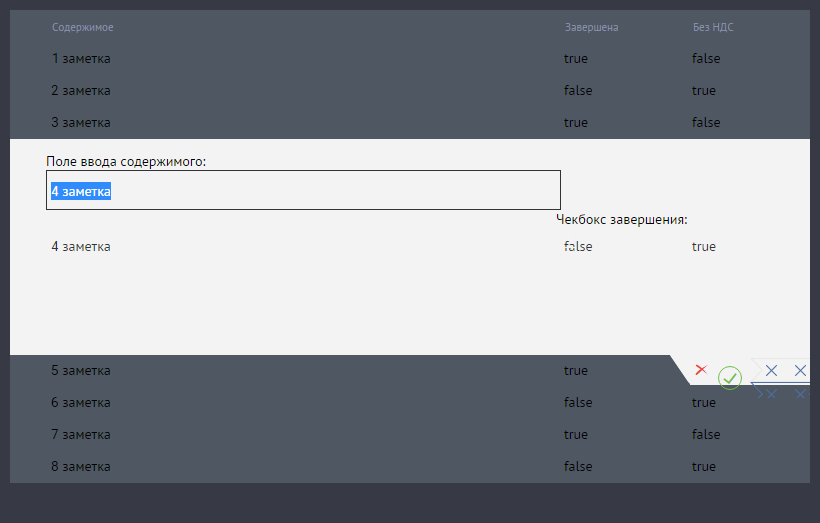 Содержимое Завершена Без НДС
1 заметка true false
2 заметка false true
3 заметка true false
Поле ввода содержимого:
4 заметка
Чекбокс завершения:
4 заметка false true
5 заметка true
6 заметка false true
7 заметка true false
8 заметка false true